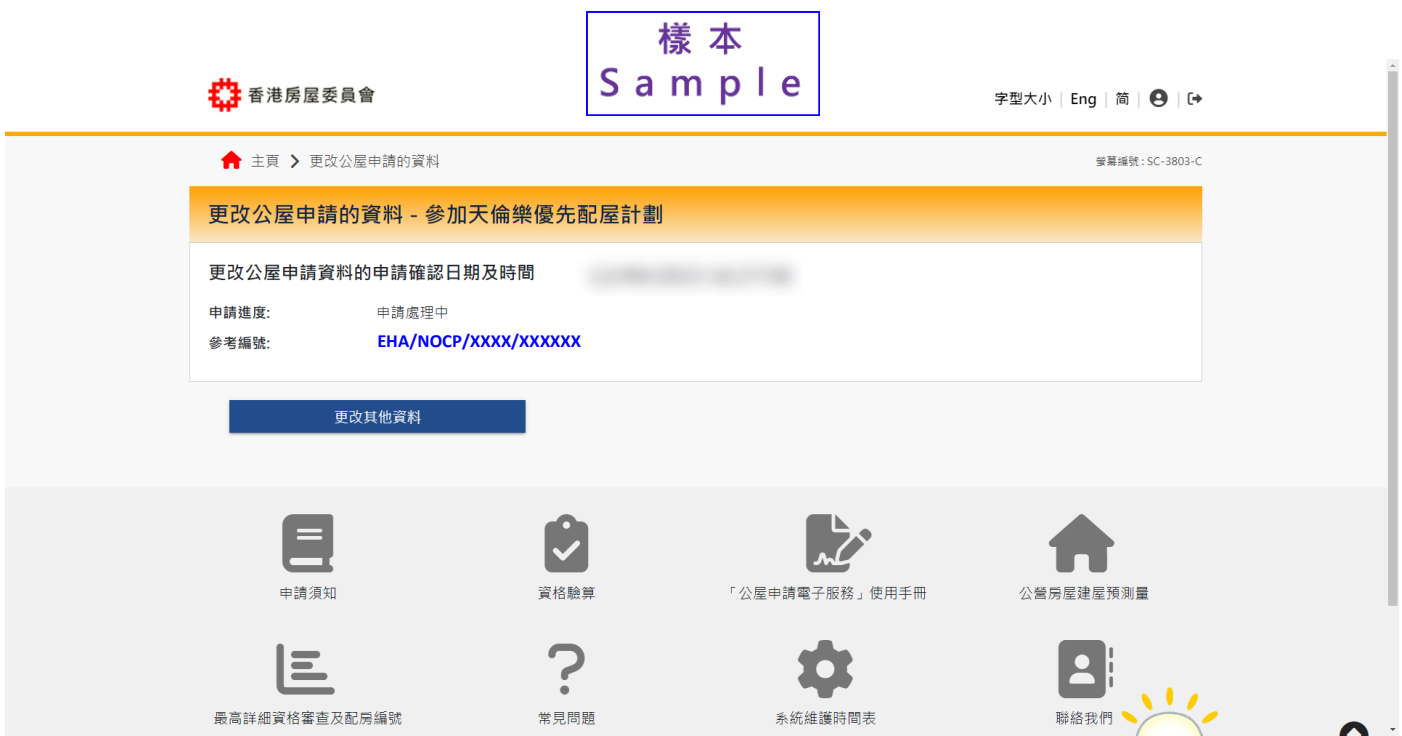 樣本
Sample
香港房屋委員會
字型大小 | Eng | 简 |
主頁 > 更改公屋申請的資料
螢幕編號 : SC-3803-C
更改公屋申請的資料 - 參加天倫樂優先配屋計劃
更改公屋申請資料的申請確認日期及時間
申請進度: 申請處理中
參考編號: EHA/NOCP/XXXX/XXXXXX
更改其他資料
申請須知 資格驗算 「公屋申請電子服務」使用手冊 公營房屋建屋預測量
最高詳細資格審查及配房編號 常見問題 系統維護時間表 聯絡我們